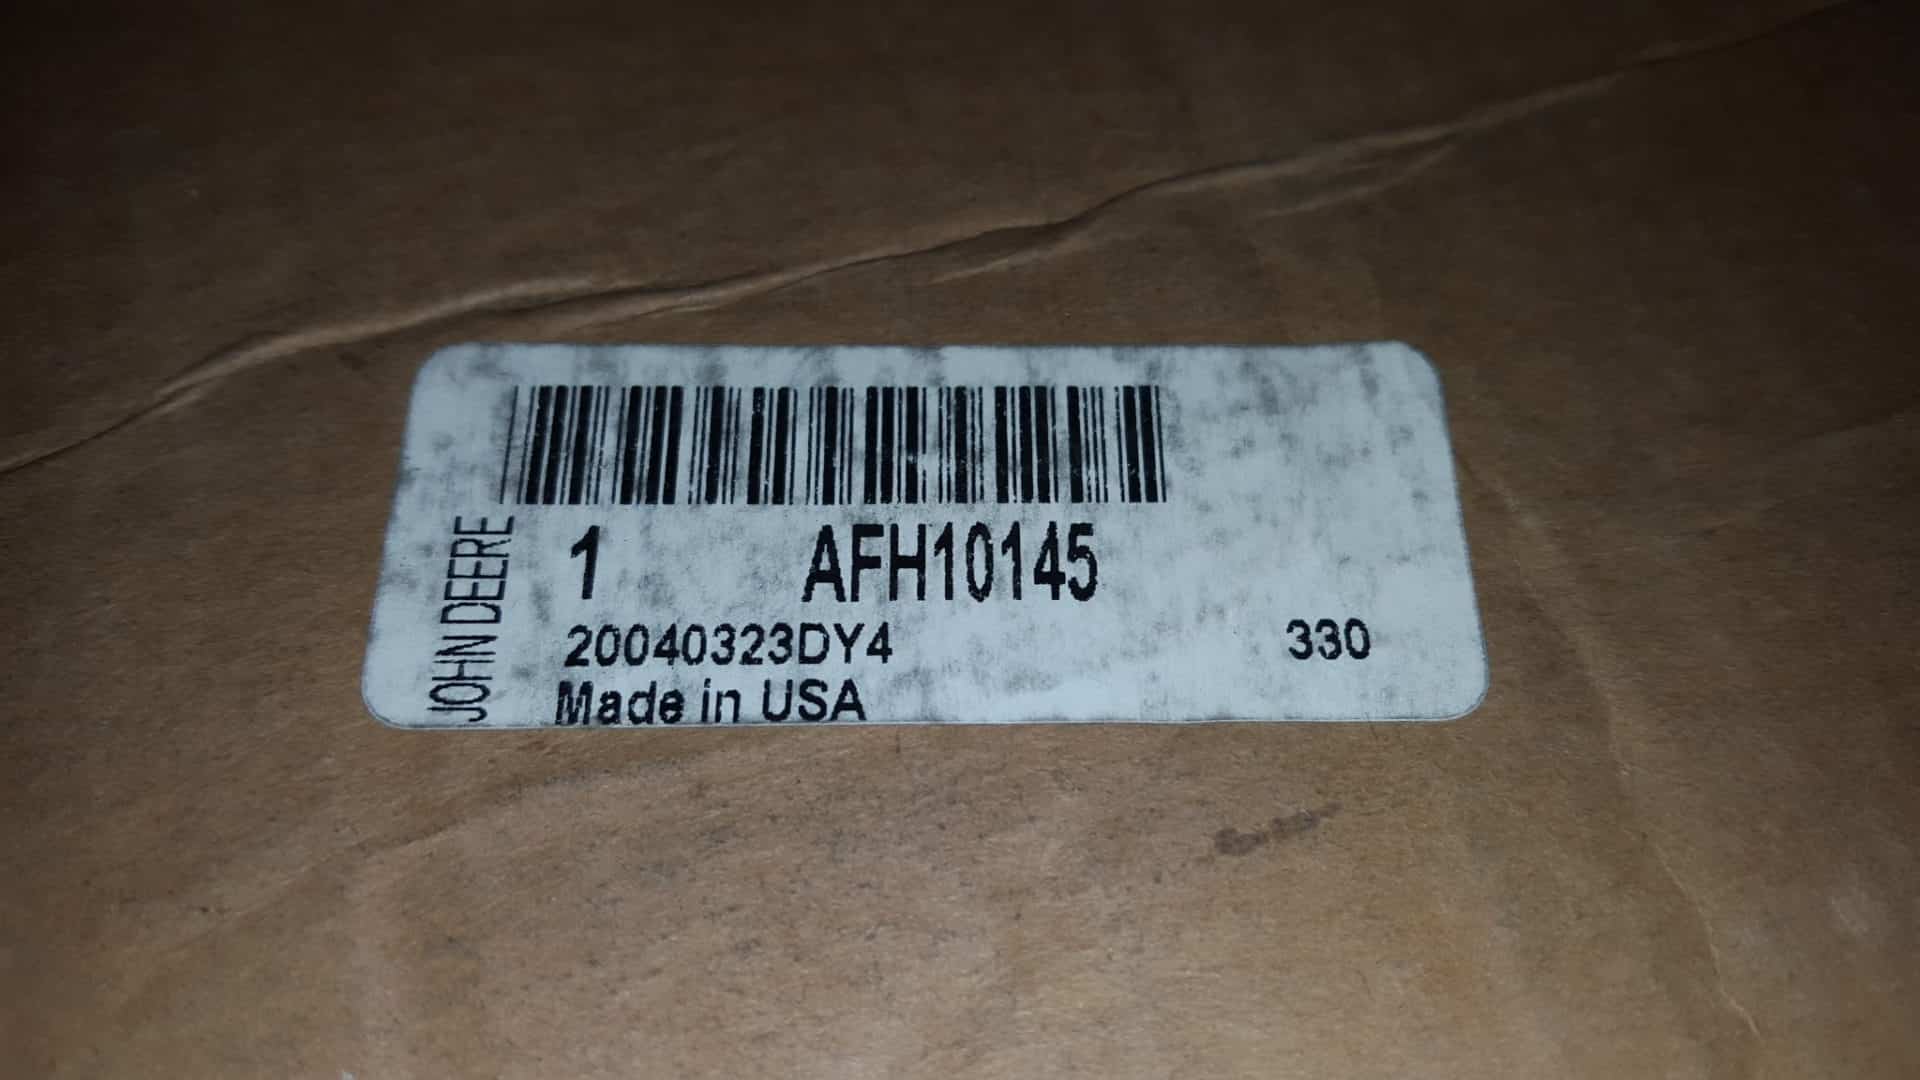 JOHN DEERE
1 AFH10145
20040323DY4 330
Made in USA